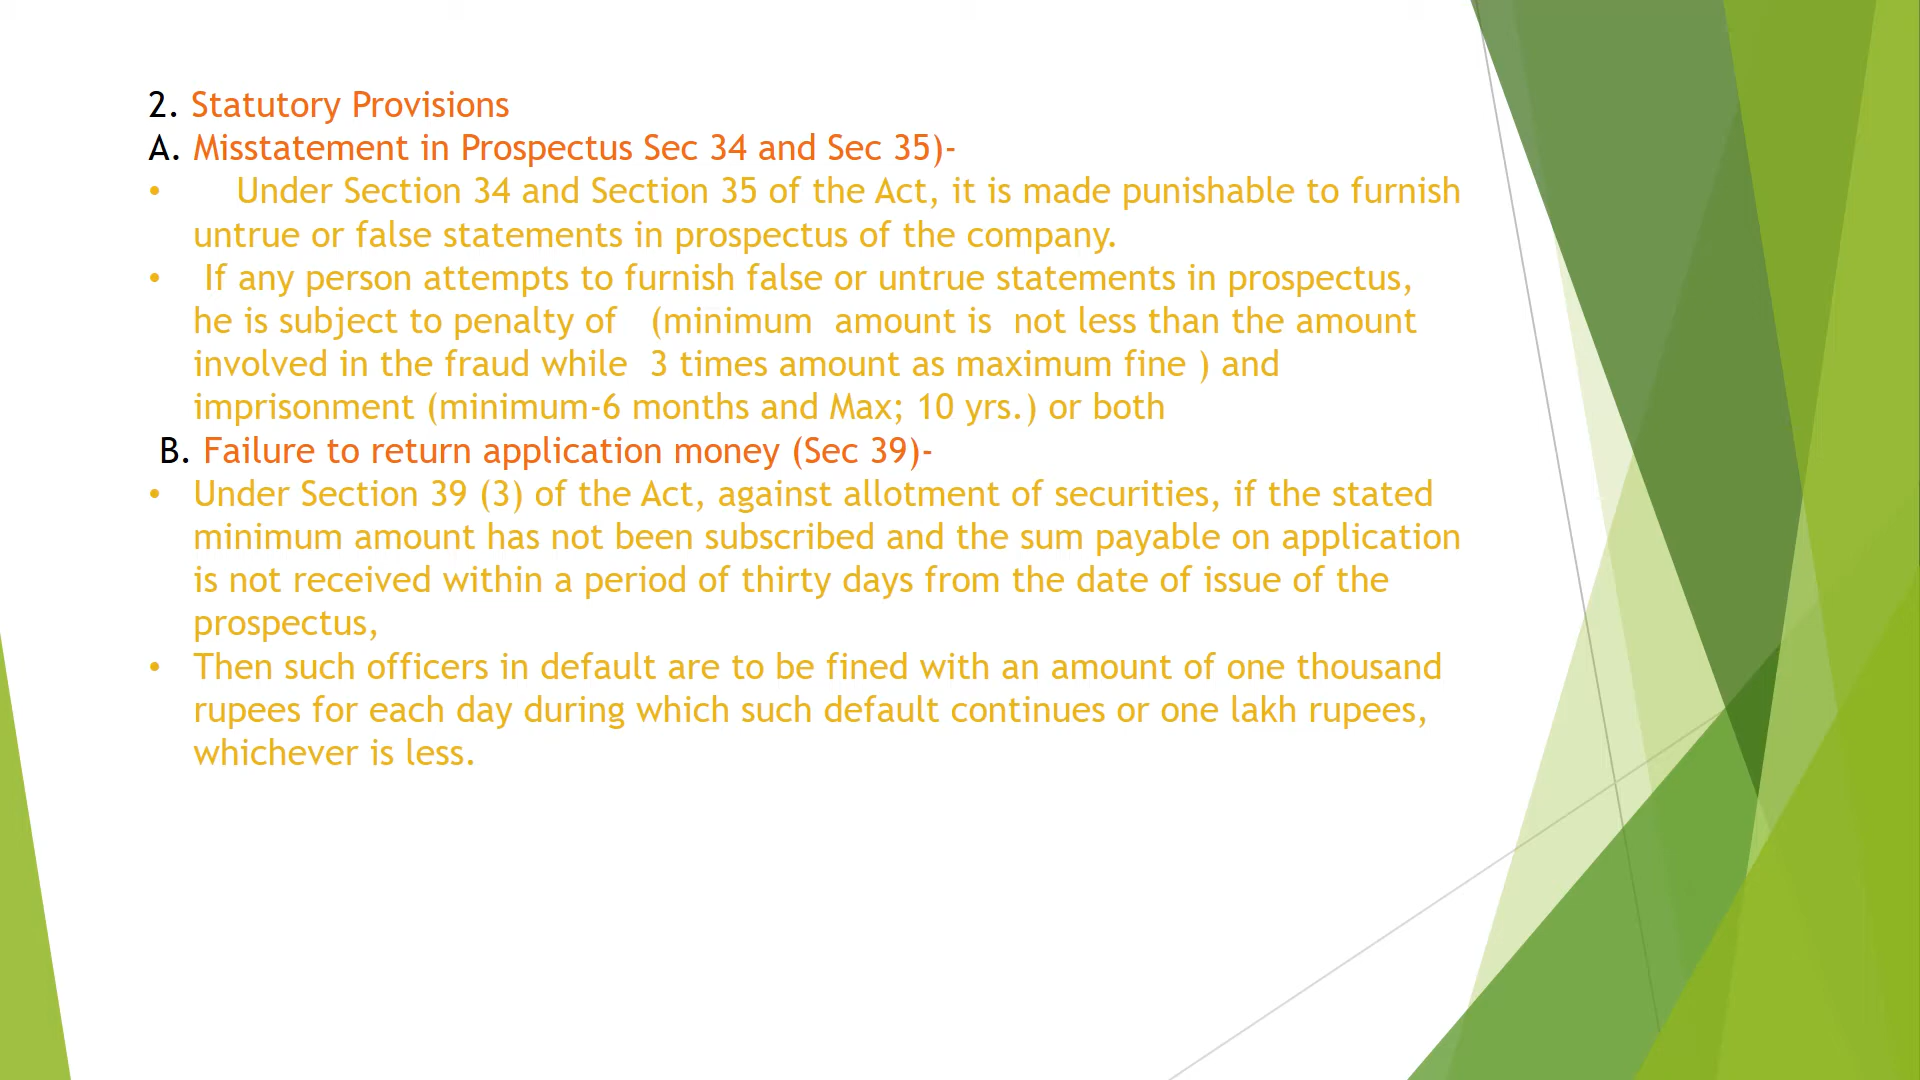 2. Statutory Provisions
A. Misstatement in Prospectus Sec 34 and Sec 35)-
• Under Section 34 and Section 35 of the Act, it is made punishable to furnish
untrue or false statements in prospectus of the company.
• If any person attempts to furnish false or untrue statements in prospectus,
he is subject to penalty of (minimum amount is not less than the amount
involved in the fraud while 3 times amount as maximum fine ) and
imprisonment (minimum-6 months and Max; 10 yrs.) or both
B. Failure to return application money (Sec 39)-
• Under Section 39 (3) of the Act, against allotment of securities, if the stated
minimum amount has not been subscribed and the sum payable on application
is not received within a period of thirty days from the date of issue of the
prospectus,
• Then such officers in default are to be fined with an amount of one thousand
rupees for each day during which such default continues or one lakh rupees,
whichever is less.